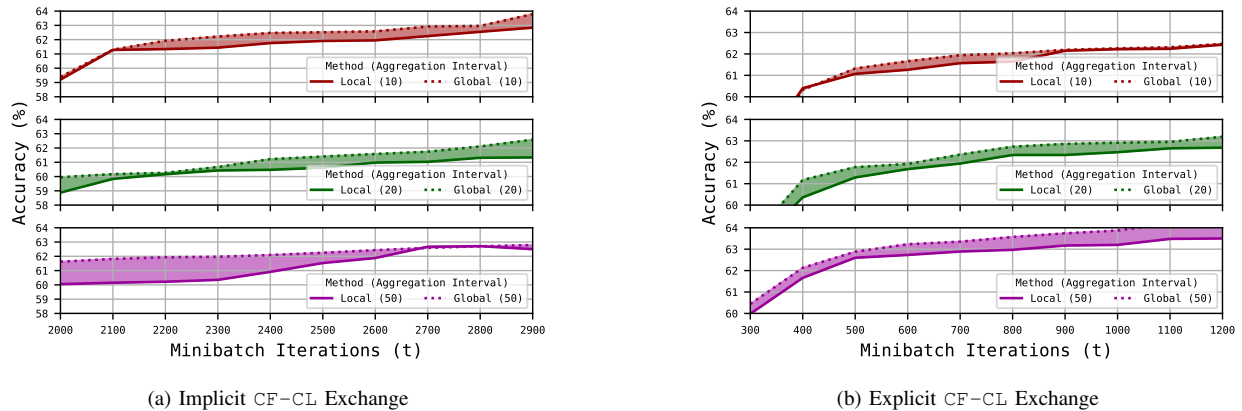 64
63
62
61
60
59
58
Method (Aggregation Interval)
Local (10) Global (10)
64
63
62
61
60
59
58
Method (Aggregation Interval)
Local (20) Global (20)
64
63
62
61
60
59
58
Method (Aggregation Interval)
Local (50) Global (50)
2000 2100 2200 2300 2400 2500 2600 2700 2800 2900
Accuracy (%)
Minibatch Iterations (t)
(a) Implicit CF-CL Exchange
64
63
62
61
60
Method (Aggregation Interval)
Local (10) Global (10)
64
63
62
61
60
Method (Aggregation Interval)
Local (20) Global (20)
64
63
62
61
60
Method (Aggregation Interval)
Local (50) Global (50)
300 400 500 600 700 800 900 1000 1100 1200
Accuracy (%)
Minibatch Iterations (t)
(b) Explicit CF-CL Exchange